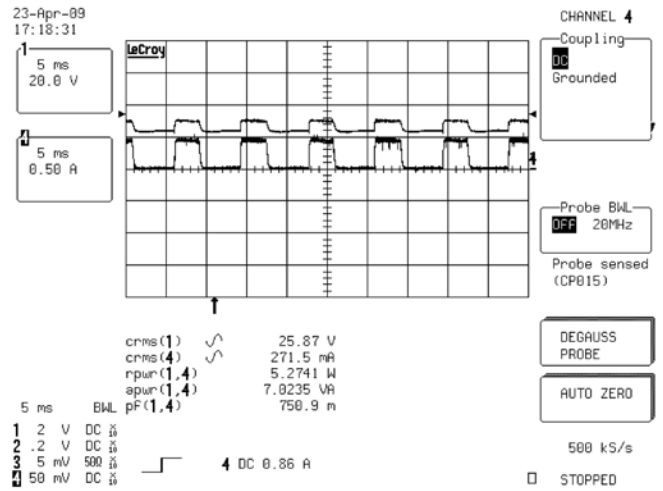 23-Apr-09
17:18:31
1
5 ms
20.0 V
4
5 ms
0.50 A
LeCroy
4
CHANNEL 4
Coupling
DC
Grounded
Probe BWL
OFF 20MHz
Probe sensed
(CP015)
DEGAUSS
PROBE
AUTO ZERO
crms(1) 25.87 V
crms(4) 271.5 mA
rpwr(1,4) 5.2741 W
apwr(1,4) 7.0235 VA
pf(1,4) 750.9 m
5 ms BWL
1 2 V DC
2 .2 V DC
3 5 mV 50Ω
4 50 mV DC
4 DC 0.86 A
500 kS/s
STOPPED